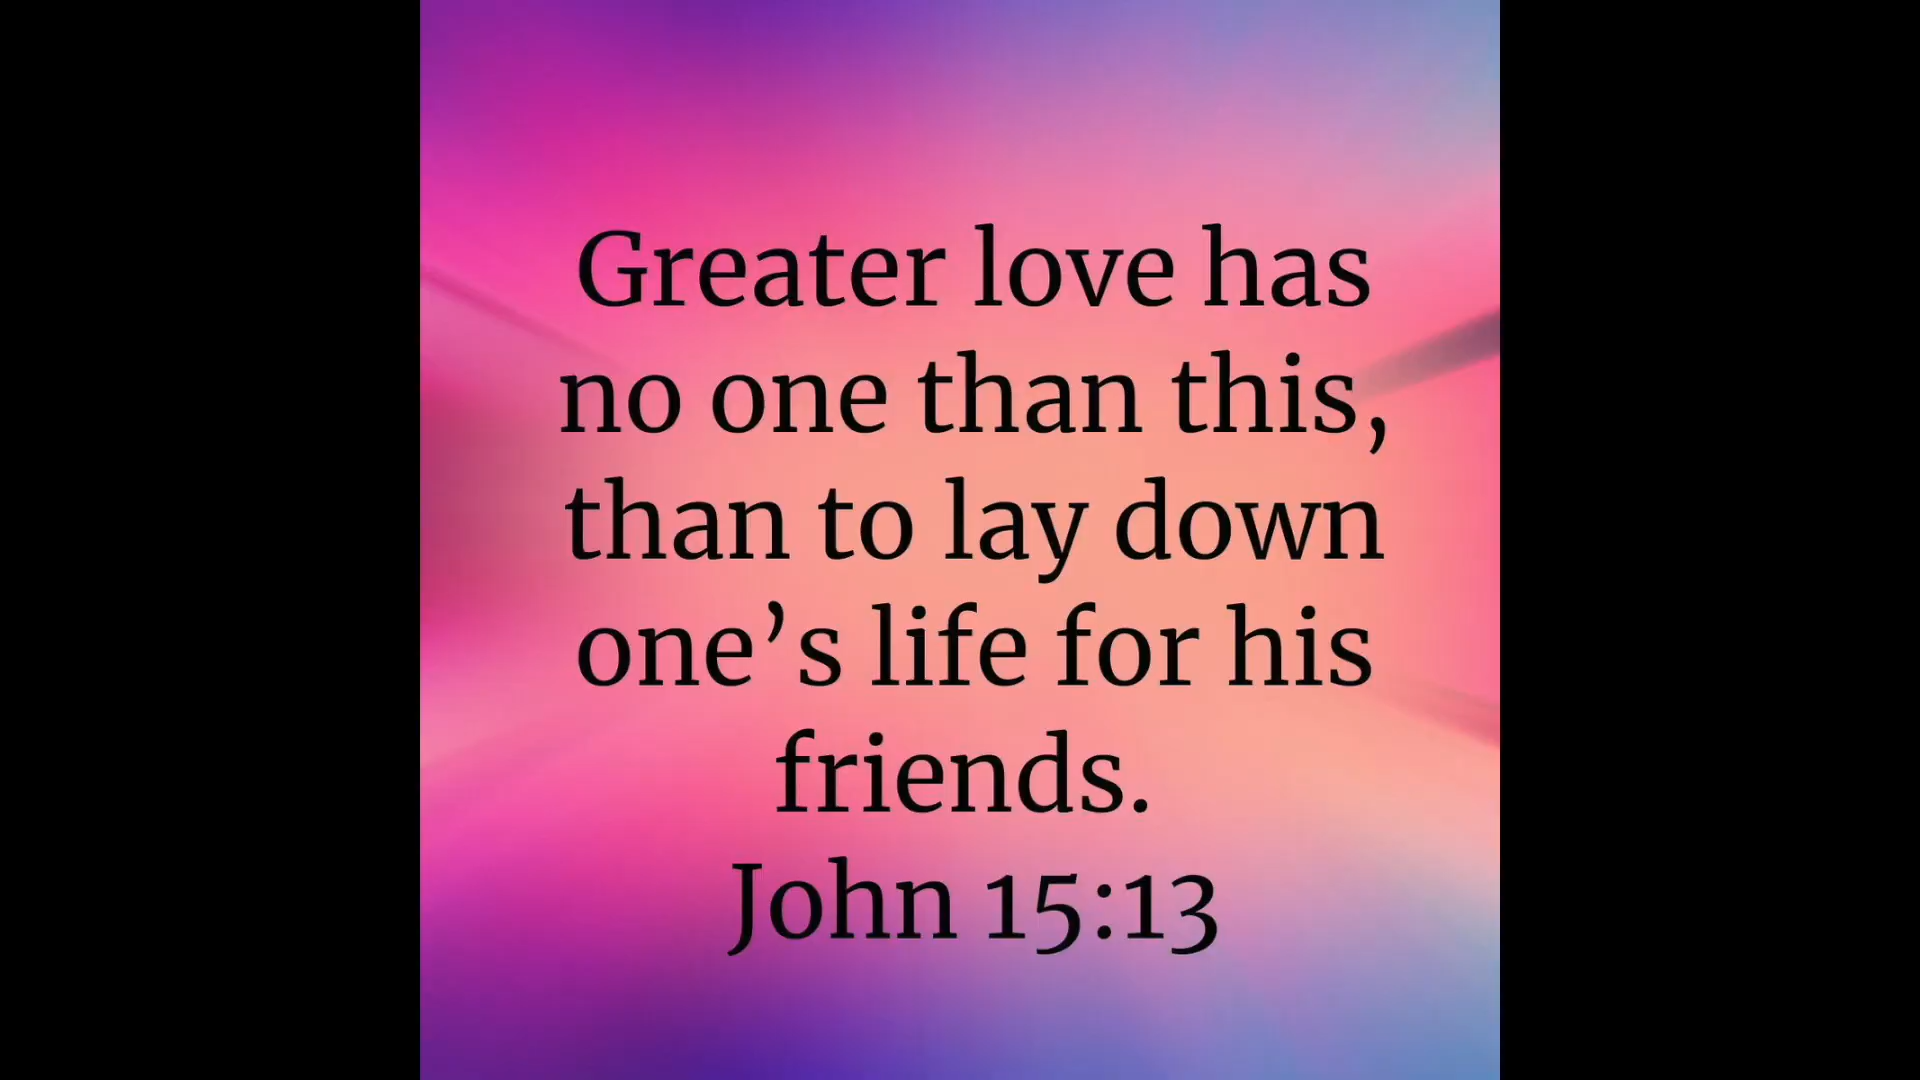 Greater love has
no one than this,
than to lay down
one’s life for his
friends.
John 15:13